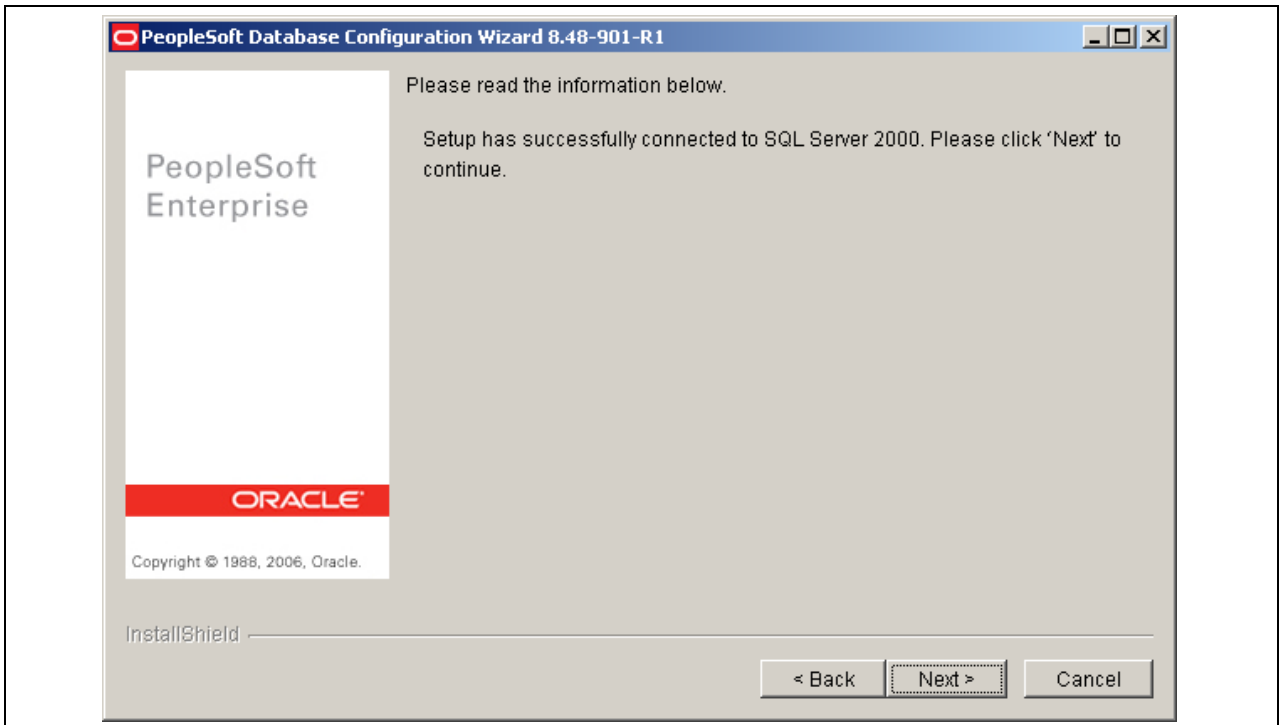 PeopleSoft Database Configuration Wizard 8.48-901-R1
Please read the information below.
Setup has successfully connected to SQL Server 2000. Please click ‘Next’ to
continue.
PeopleSoft
Enterprise
ORACLE
Copyright © 1988, 2006, Oracle.
InstallShield
< Back
Next >
Cancel